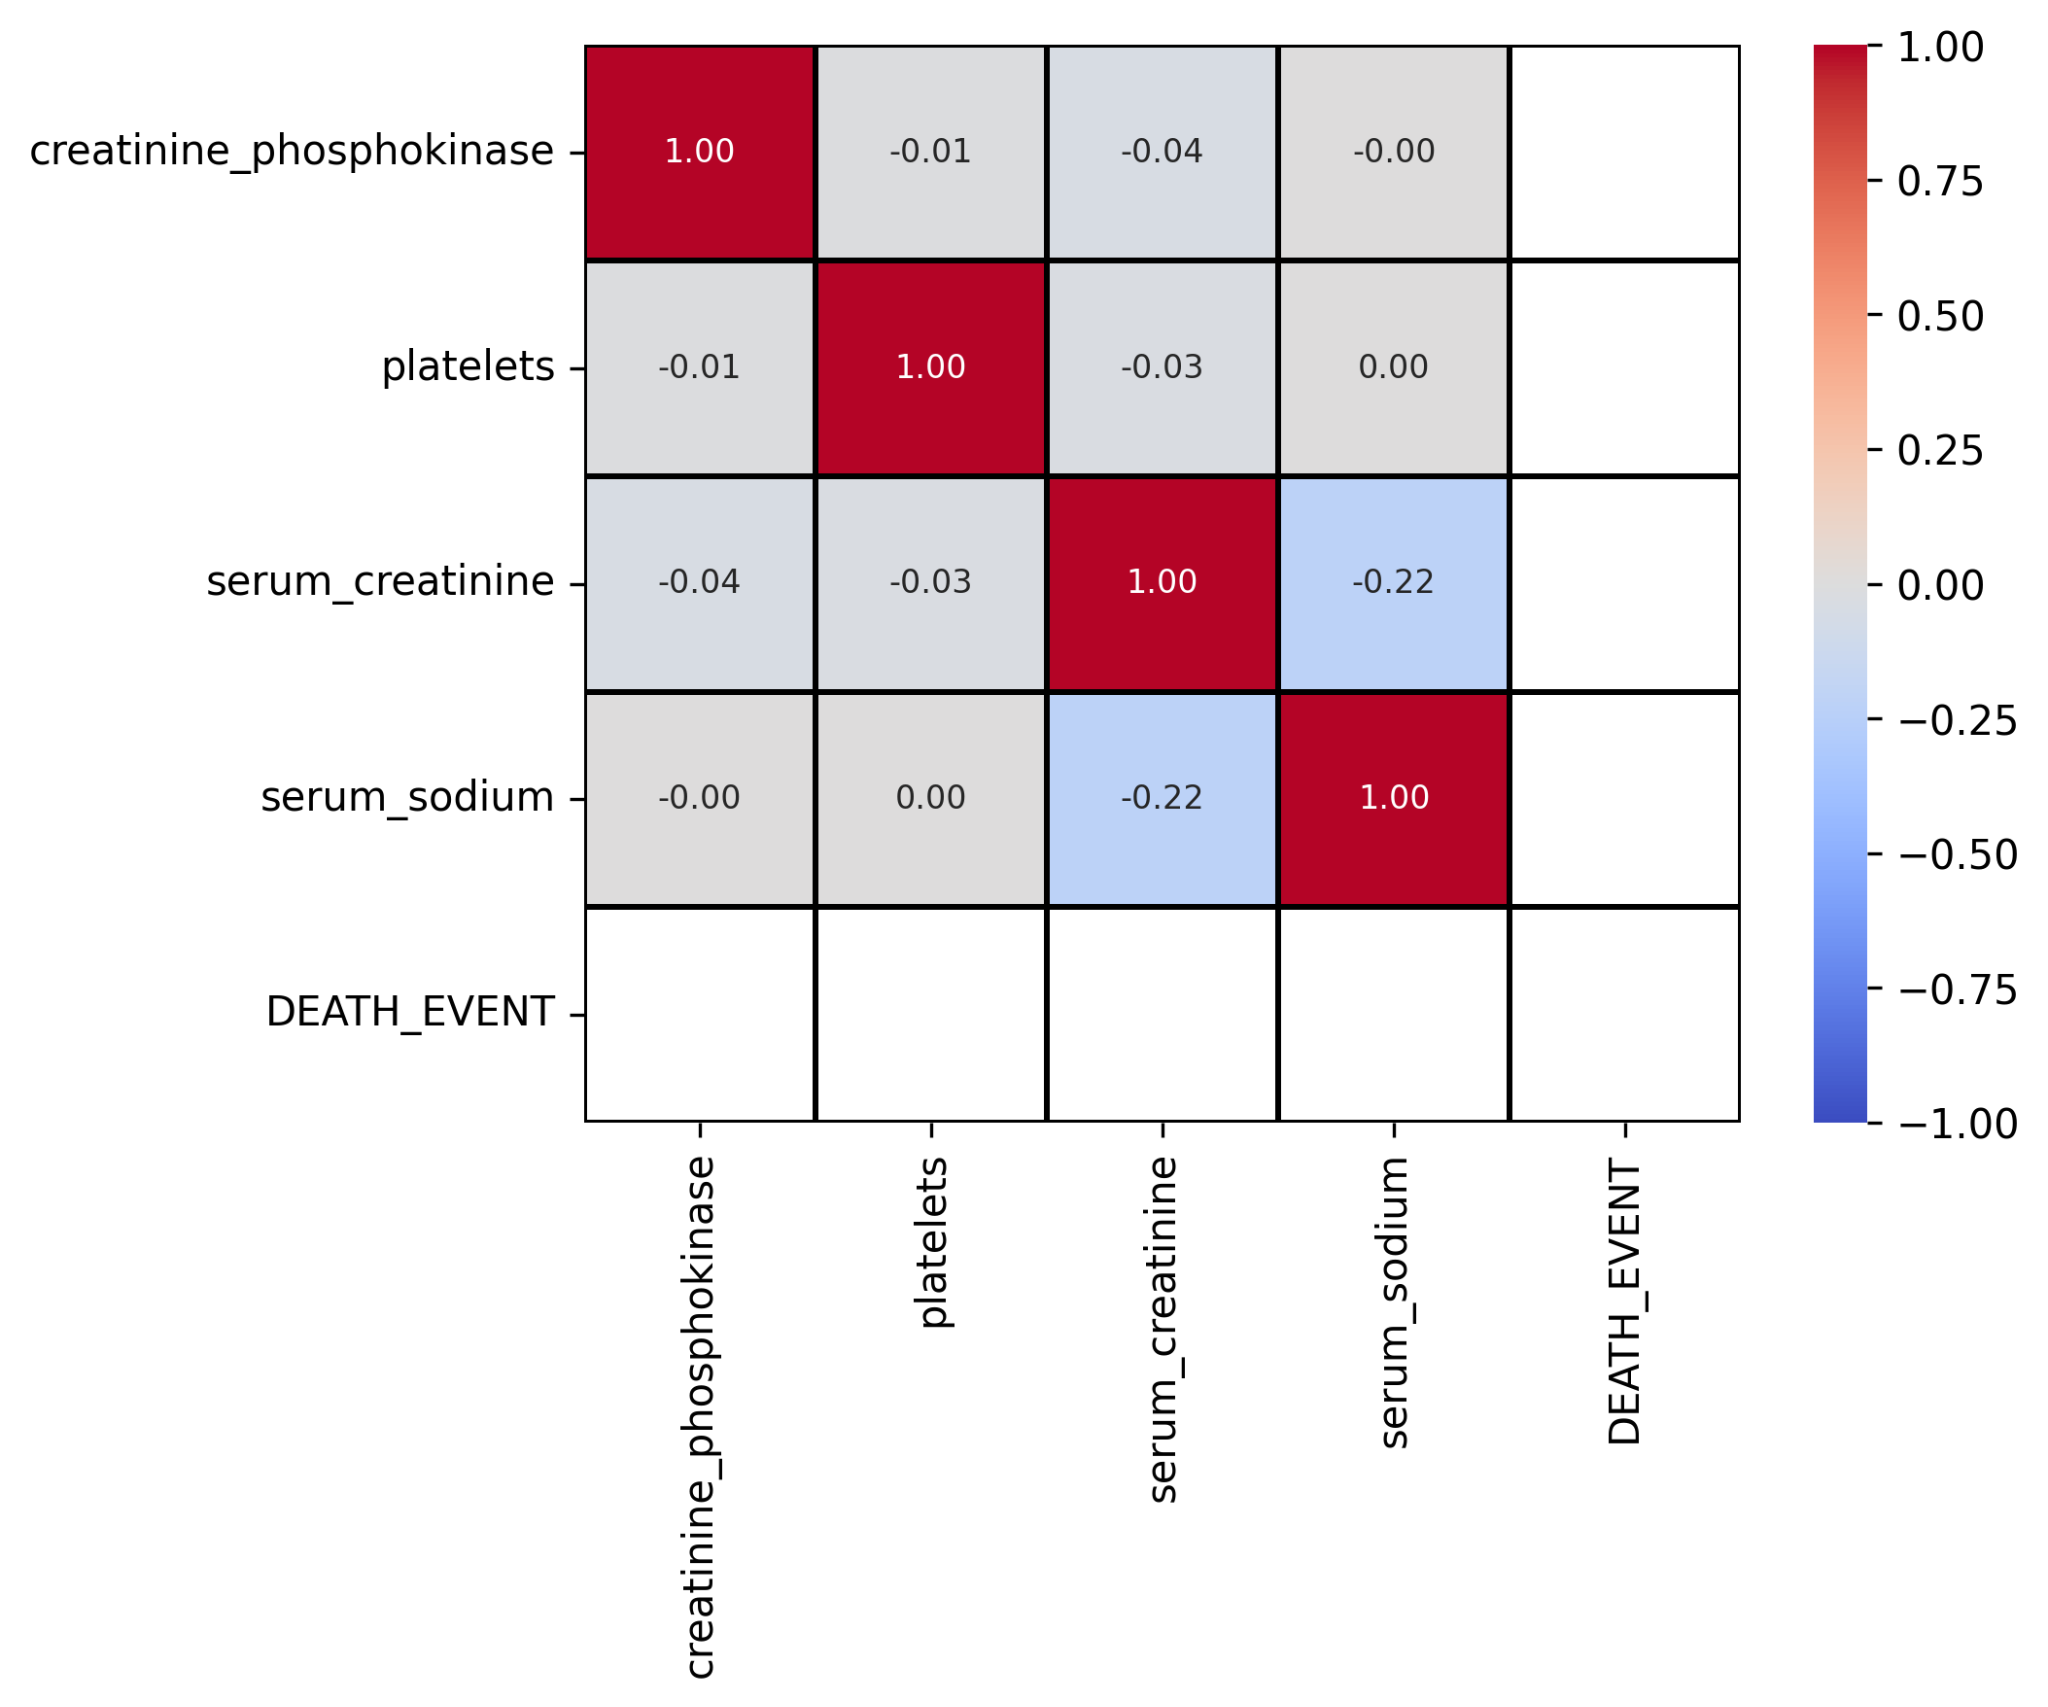 creatinine_phosphokinase 1.00 -0.01 -0.04 -0.00
platelets -0.01 1.00 -0.03 0.00
serum_creatinine -0.04 -0.03 1.00 -0.22
serum_sodium -0.00 0.00 -0.22 1.00
DEATH_EVENT
creatinine_phosphokinase
platelets
serum_creatinine
serum_sodium
DEATH_EVENT
1.00
0.75
0.50
0.25
0.00
−0.25
−0.50
−0.75
−1.00